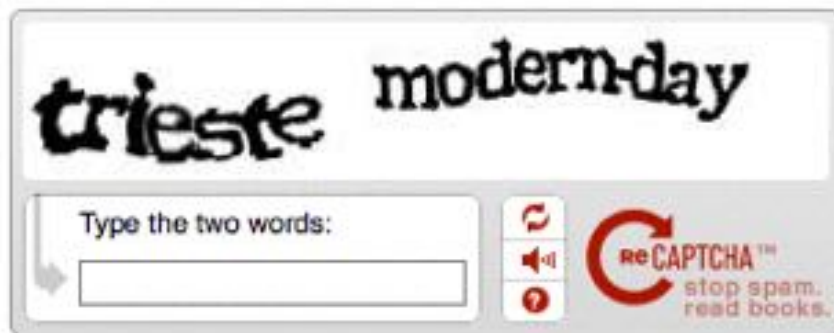 trieste modern-day
Type the two words:
reCAPTCHA™
stop spam.
read books.